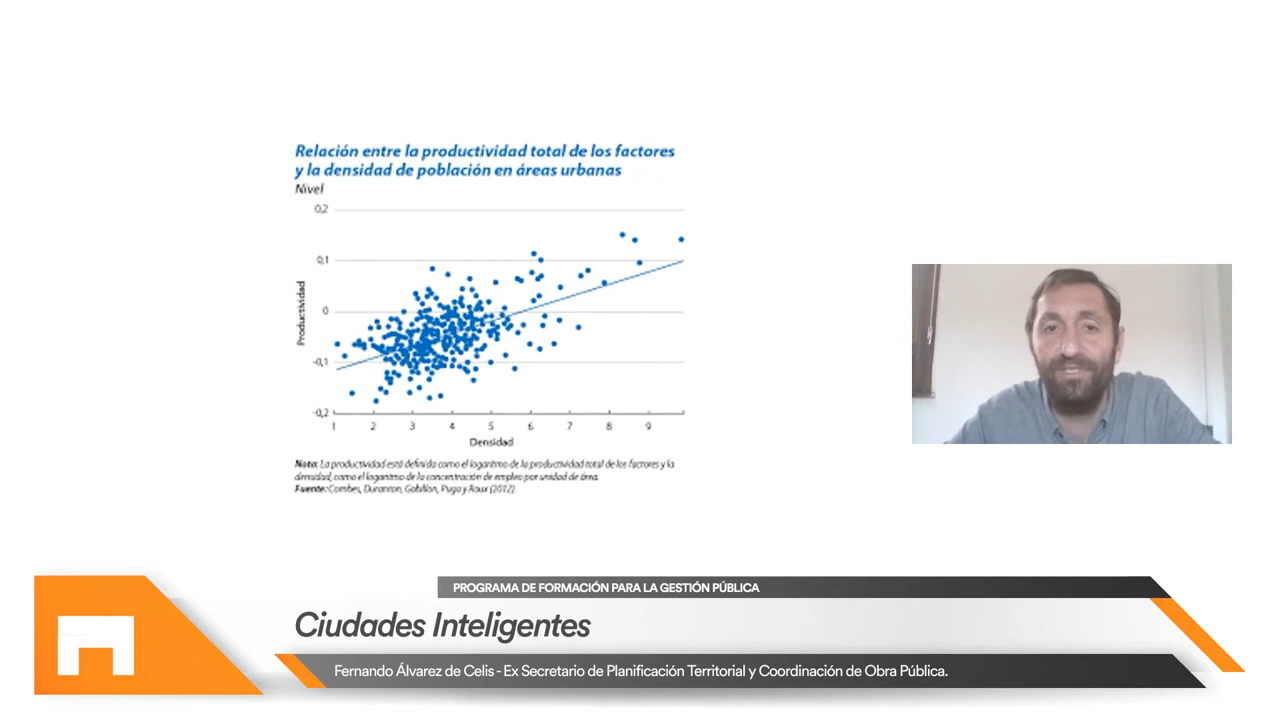 Relación entre la productividad total de los factores
y la densidad de población en áreas urbanas
Nivel
0,2
0,1
0
-0,1
-0,2
Productividad
1 2 3 4 5 6 7 8 9
Densidad
Nota: La productividad está definida como el logaritmo de la productividad total de los factores y la
densidad, como el logaritmo de la concentración de empleo por unidad de área.
Fuente: Combes, Duranton, Gobillon, Puga y Roux (2012).
PROGRAMA DE FORMACIÓN PARA LA GESTIÓN PÚBLICA
Ciudades Inteligentes
Fernando Álvarez de Celis - Ex Secretario de Planificación Territorial y Coordinación de Obra Pública.